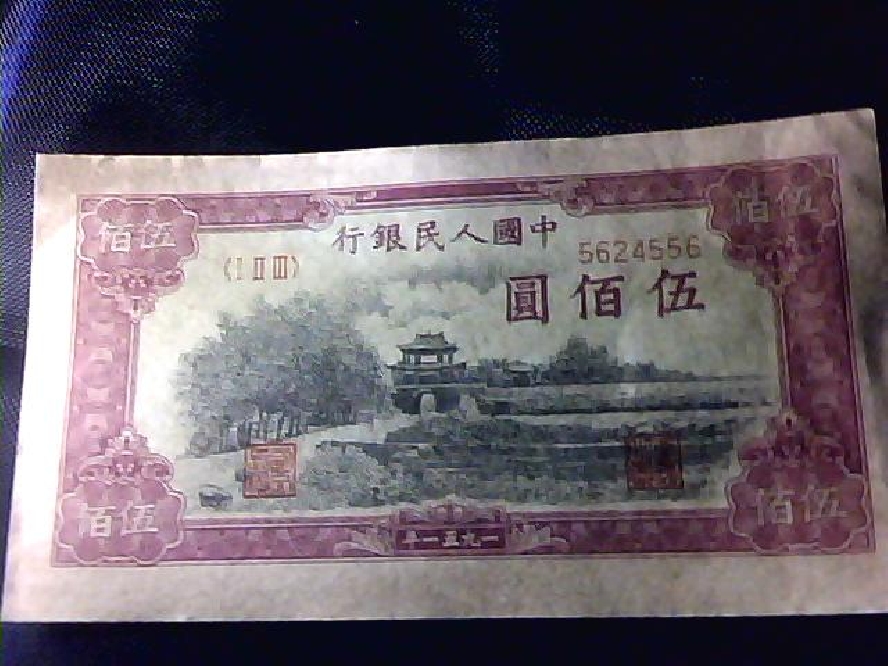 中國人民銀行
〈I II III〉
5624556
伍佰圓
伍佰
伍佰
伍佰
伍佰
一九五一年